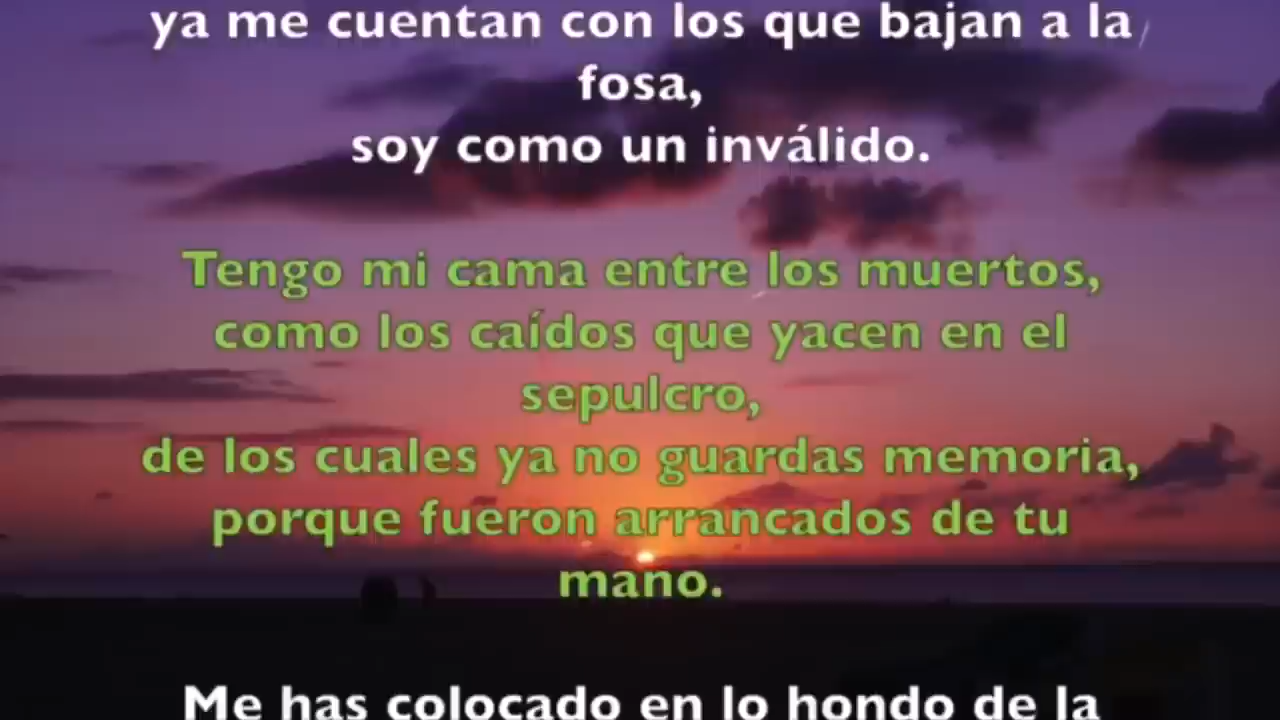 ya me cuentan con los que bajan a la
fosa,
soy como un inválido.
Tengo mi cama entre los muertos,
como los caídos que yacen en el
sepulcro,
de los cuales ya no guardas memoria,
porque fueron arrancados de tu
mano.
Me has colocado en lo hondo de la